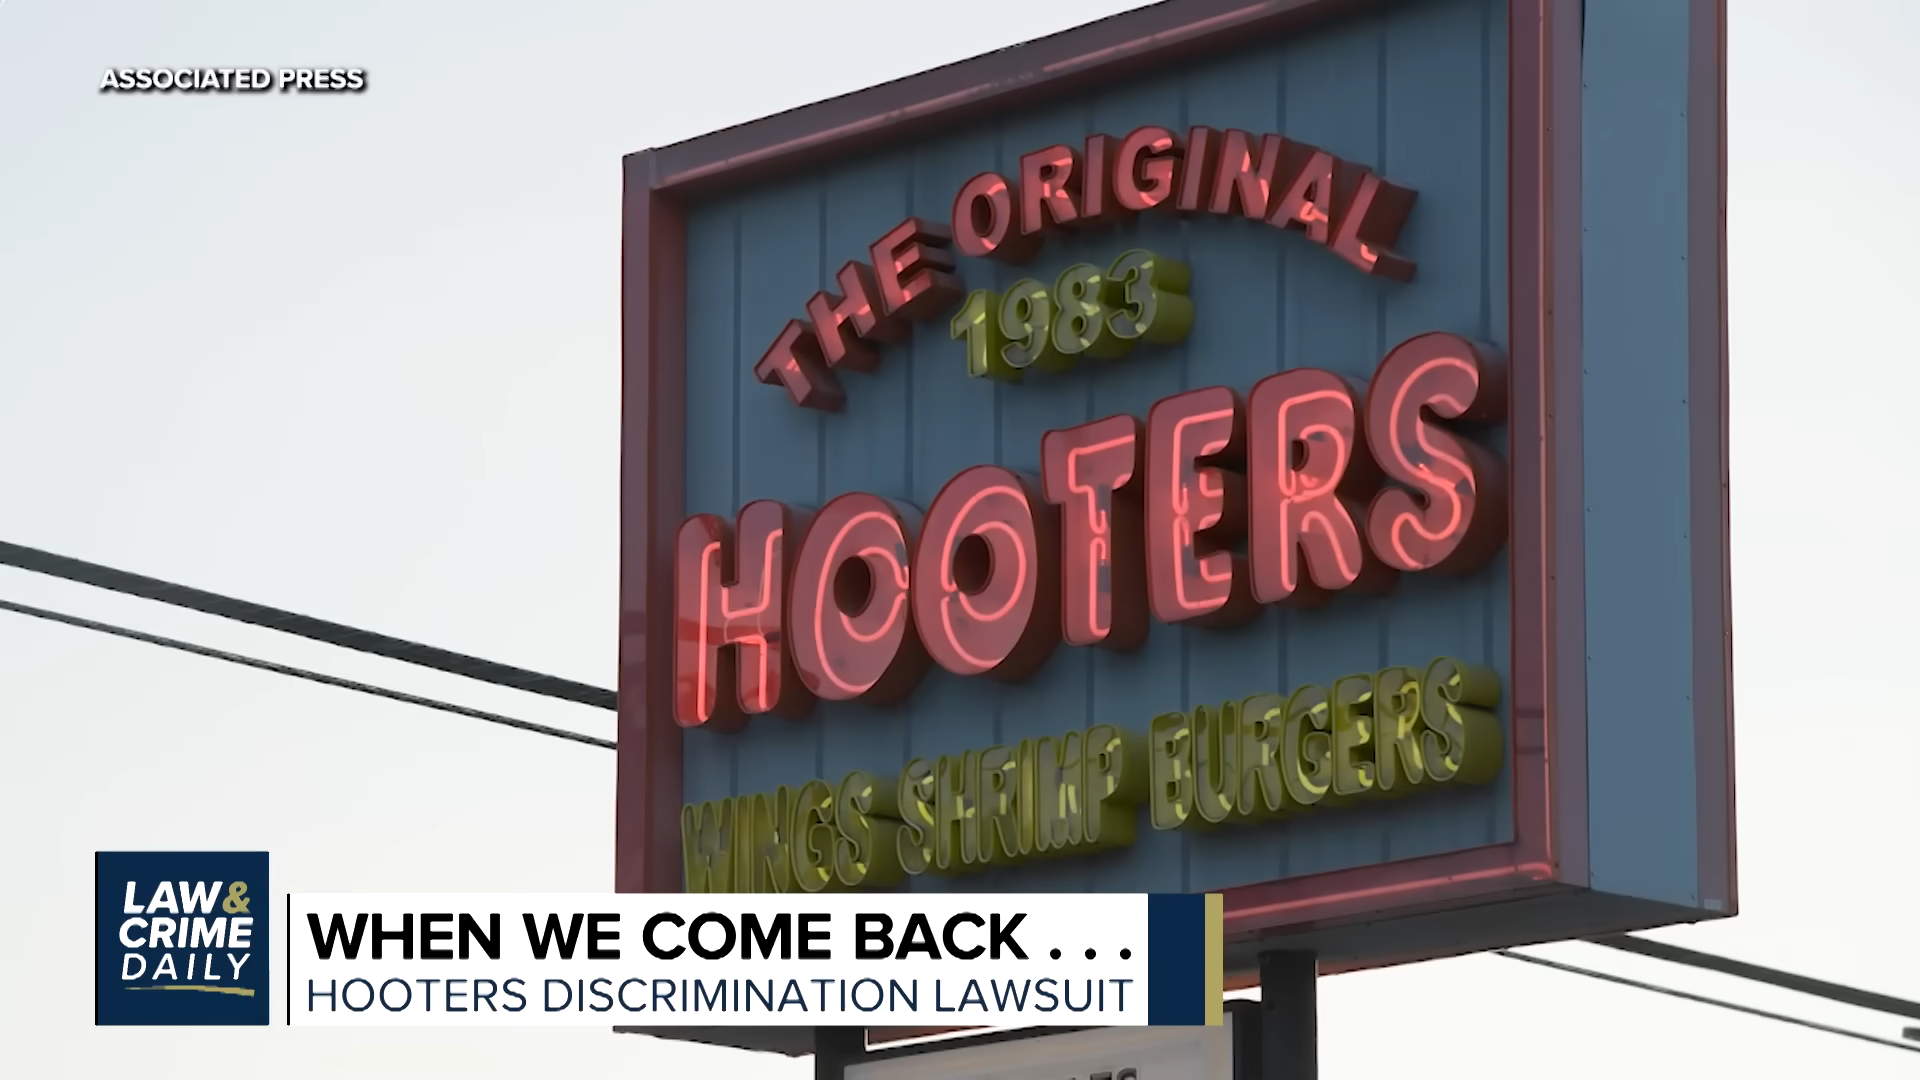 ASSOCIATED PRESS
THE ORIGINAL
1983
HOOTERS
WINGS SHRIMP BURGERS
LAW&
CRIME
DAILY
WHEN WE COME BACK . . .
HOOTERS DISCRIMINATION LAWSUIT